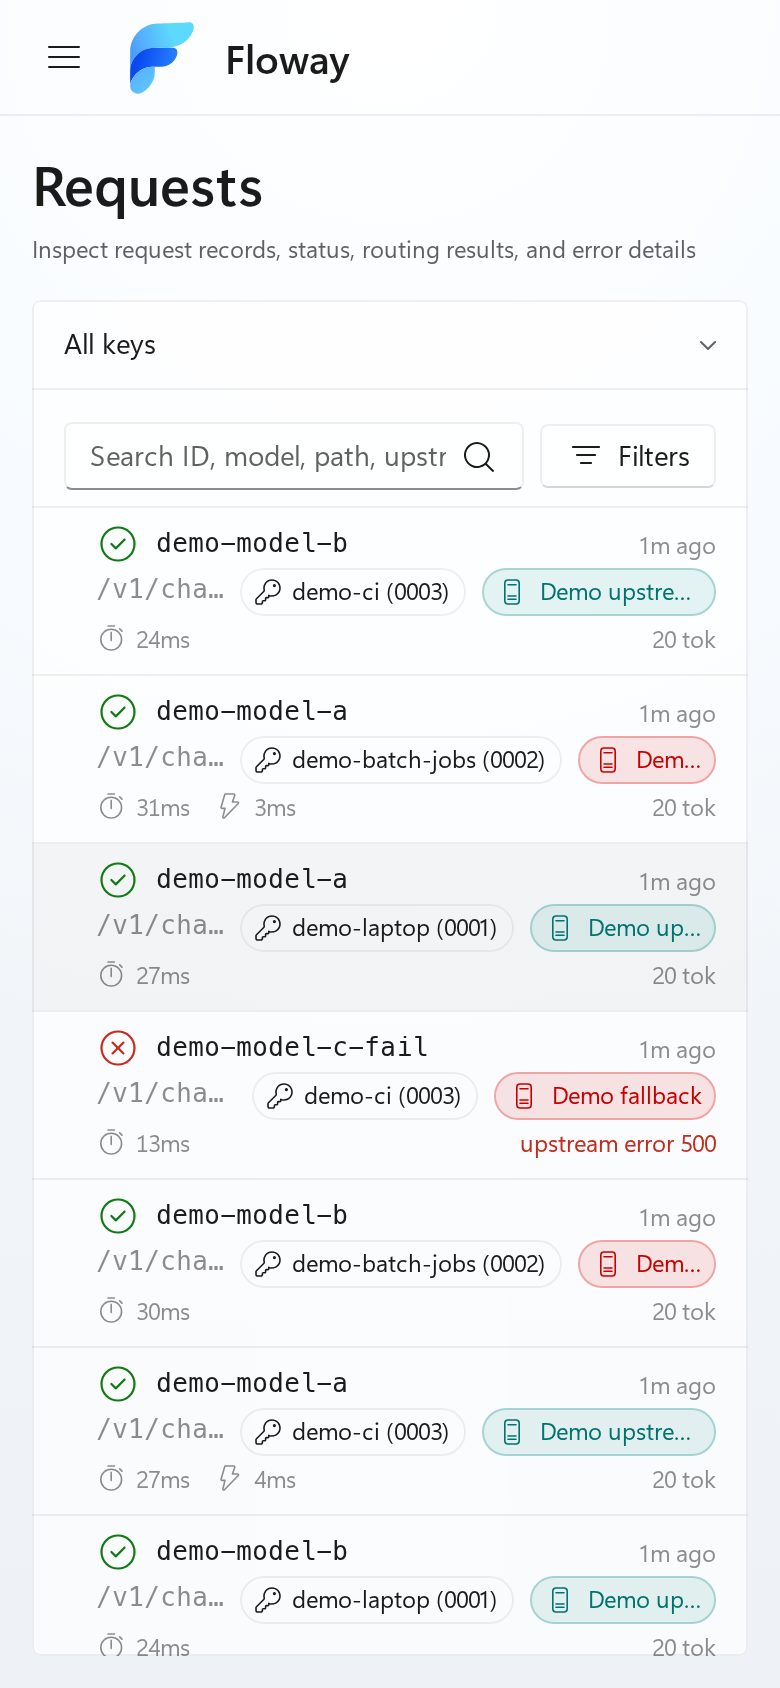 Floway
Requests
Inspect request records, status, routing results, and error details
All keys
Search ID, model, path, upstr
Filters
demo-model-b 1m ago
/v1/cha… demo-ci (0003) Demo upstre…
24ms 20 tok
demo-model-a 1m ago
/v1/cha… demo-batch-jobs (0002) Dem…
31ms 3ms 20 tok
demo-model-a 1m ago
/v1/cha… demo-laptop (0001) Demo up…
27ms 20 tok
demo-model-c-fail 1m ago
/v1/cha… demo-ci (0003) Demo fallback
13ms upstream error 500
demo-model-b 1m ago
/v1/cha… demo-batch-jobs (0002) Dem…
30ms 20 tok
demo-model-a 1m ago
/v1/cha… demo-ci (0003) Demo upstre…
27ms 4ms 20 tok
demo-model-b 1m ago
/v1/cha… demo-laptop (0001) Demo up…
24ms 20 tok